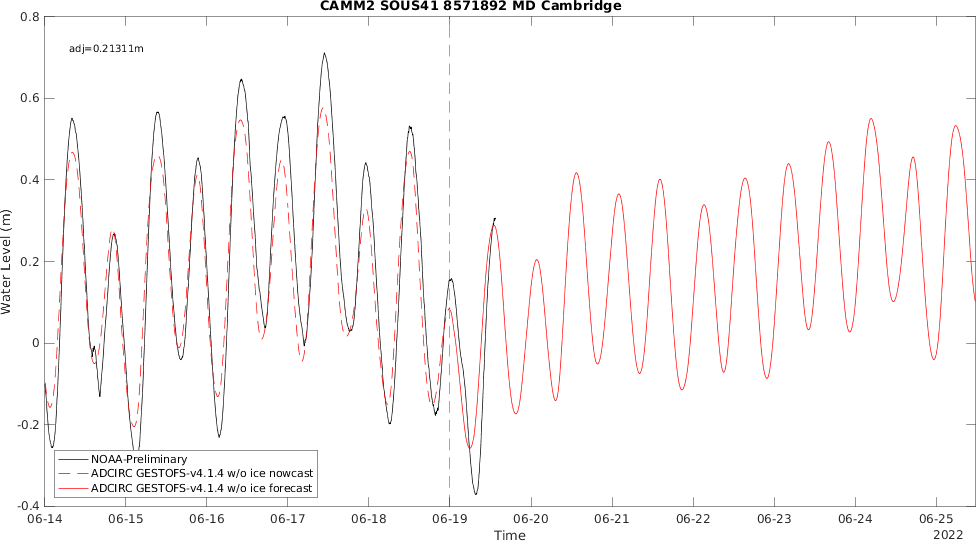 CAMM2 SOUS41 8571892 MD Cambridge
adj=0.21311m
0.8
0.6
0.4
0.2
0
-0.2
-0.4
Water Level (m)
NOAA-Preliminary
ADCIRC GESTOFS-v4.1.4 w/o ice nowcast
ADCIRC GESTOFS-v4.1.4 w/o ice forecast
06-14 06-15 06-16 06-17 06-18 06-19 06-20 06-21 06-22 06-23 06-24 06-25
Time
2022